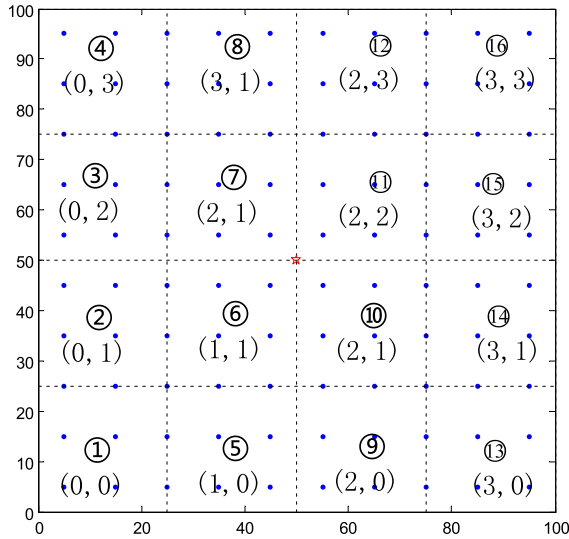 100
④ ⑧ ⑫ ⑯
90
(0, 3) (3, 1) (2, 3) (3, 3)
80
70
③ ⑦ ⑪ ⑮
60
(0, 2) (2, 1) (2, 2) (3, 2)
50
40
② ⑥ ⑩ ⑭
(0, 1) (1, 1) (2, 1) (3, 1)
30
20
① ⑤ ⑨ ⑬
10
(0, 0) (1, 0) (2, 0) (3, 0)
0
0 20 40 60 80 100